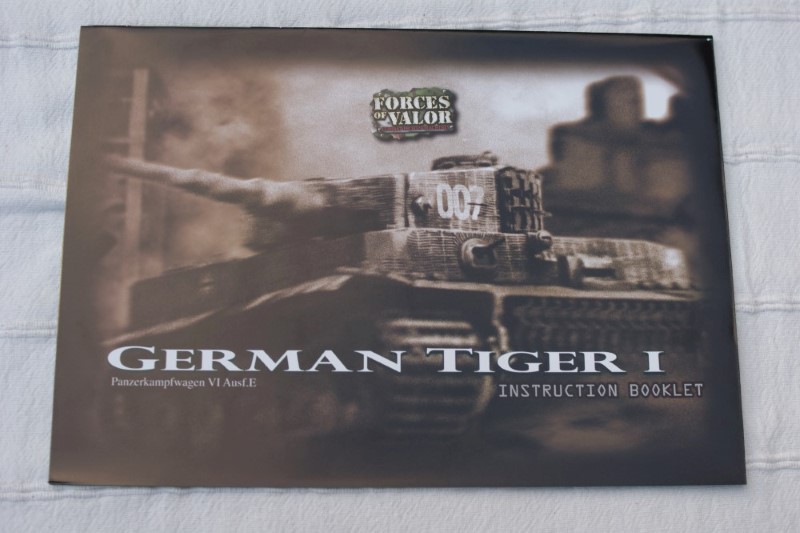 FORCES
OF VALOR
007
GERMAN TIGER I
Panzerkampfwagen VI Ausf.E
INSTRUCTION BOOKLET